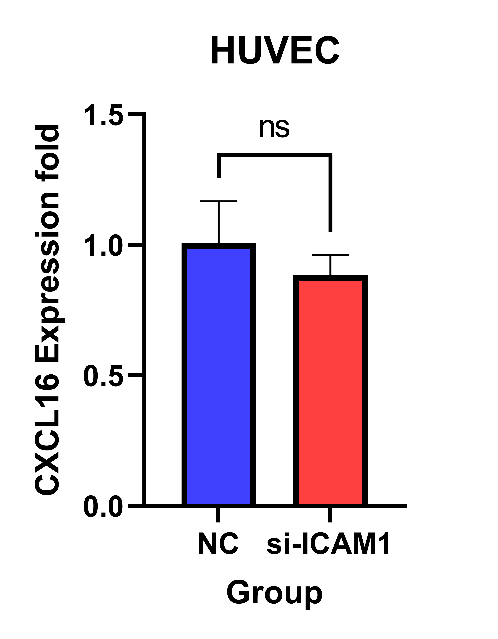 HUVEC
ns
CXCL16 Expression fold
1.5
1.0
0.5
0.0
NC si-ICAM1
Group